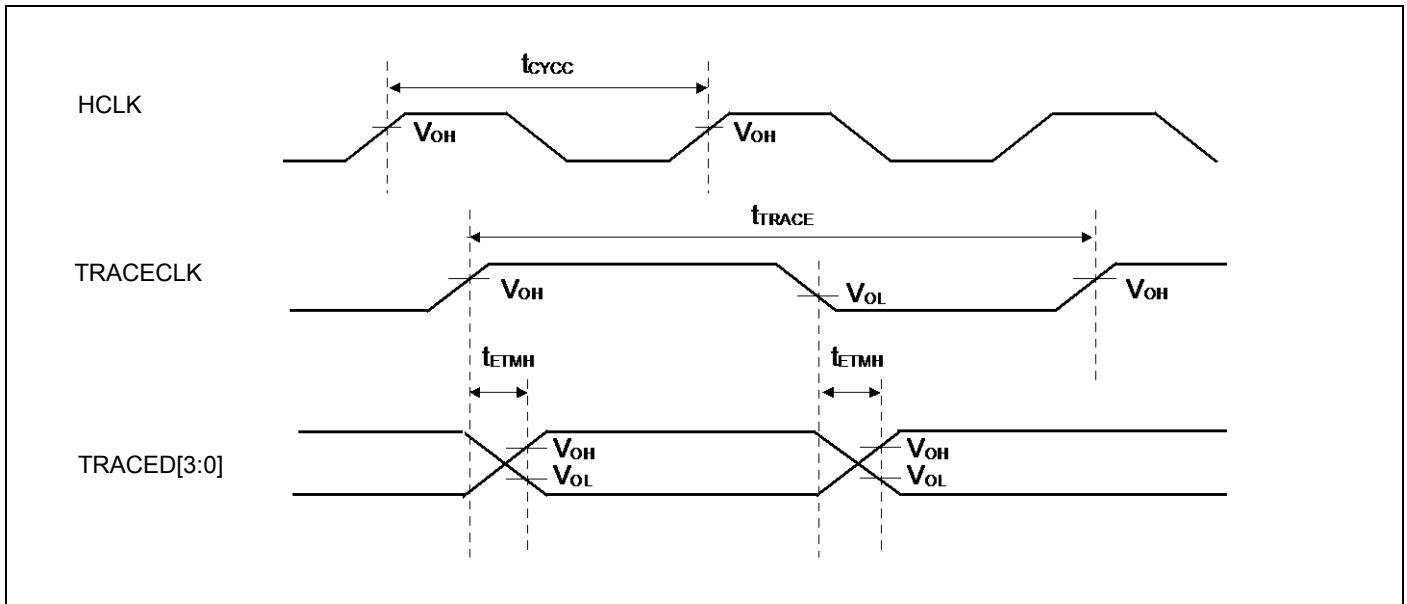 tCYCC
HCLK
VOH VOH
tTRACE
TRACECLK
VOH VOL VOH
tETMH tETMH
TRACED[3:0]
VOH VOH
VOL VOL